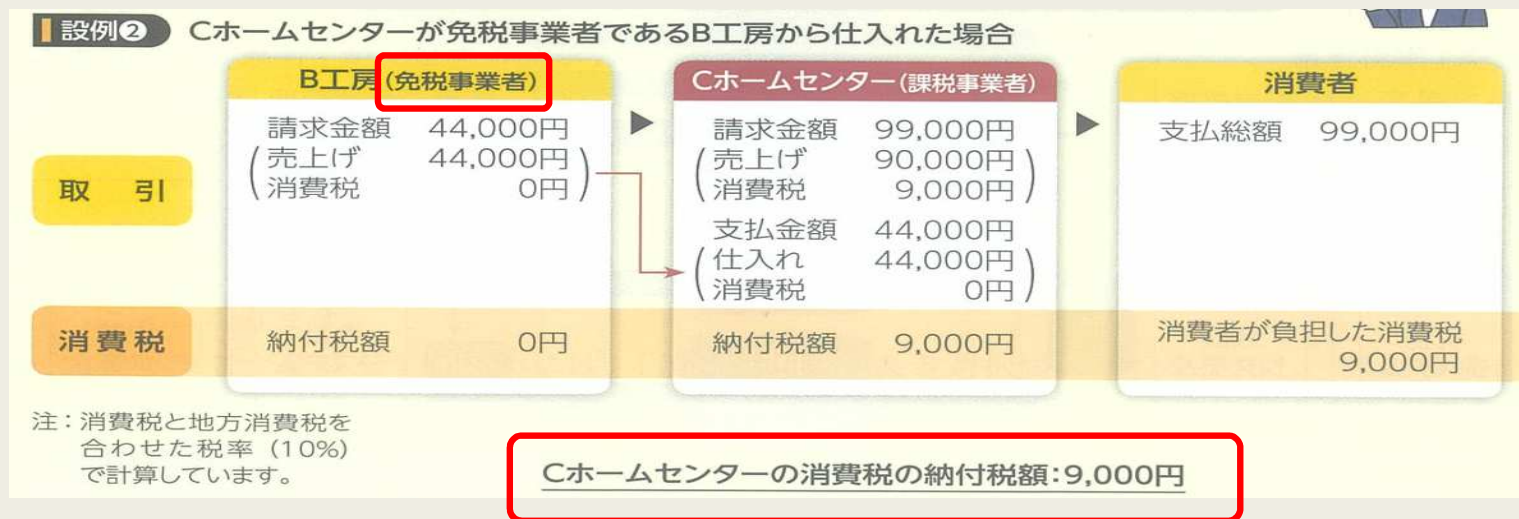 設例② Cホームセンターが免税事業者であるB工房から仕入れた場合
B工房(免税事業者)
請求金額 44,000円
売上げ 44,000円
消費税 0円
Cホームセンター(課税事業者)
請求金額 99,000円
売上げ 90,000円
消費税 9,000円
支払金額 44,000円
仕入れ 44,000円
消費税 0円
消費者
支払総額 99,000円
取引
消費税
納付税額 0円
納付税額 9,000円
消費者が負担した消費税
9,000円
注：消費税と地方消費税を
合わせた税率（10%）
で計算しています。
Cホームセンターの消費税の納付税額：9,000円